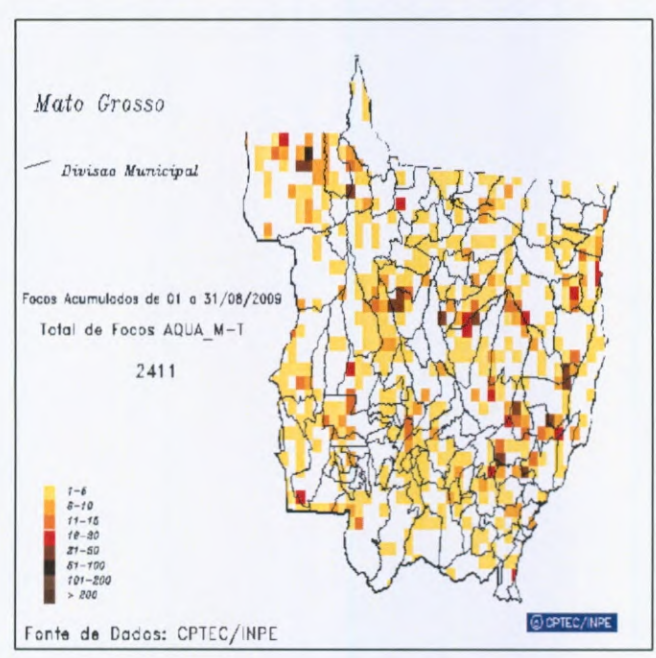 Mato Grosso
Divisao Municipal
Focos Acumulados de 01 a 31/08/2009
Total de Focos AQUA_M-T
2411
1-5
6-10
11-15
16-20
21-50
51-100
101-200
> 200
© CPTEC/INPE
Fonte de Dados: CPTEC/INPE